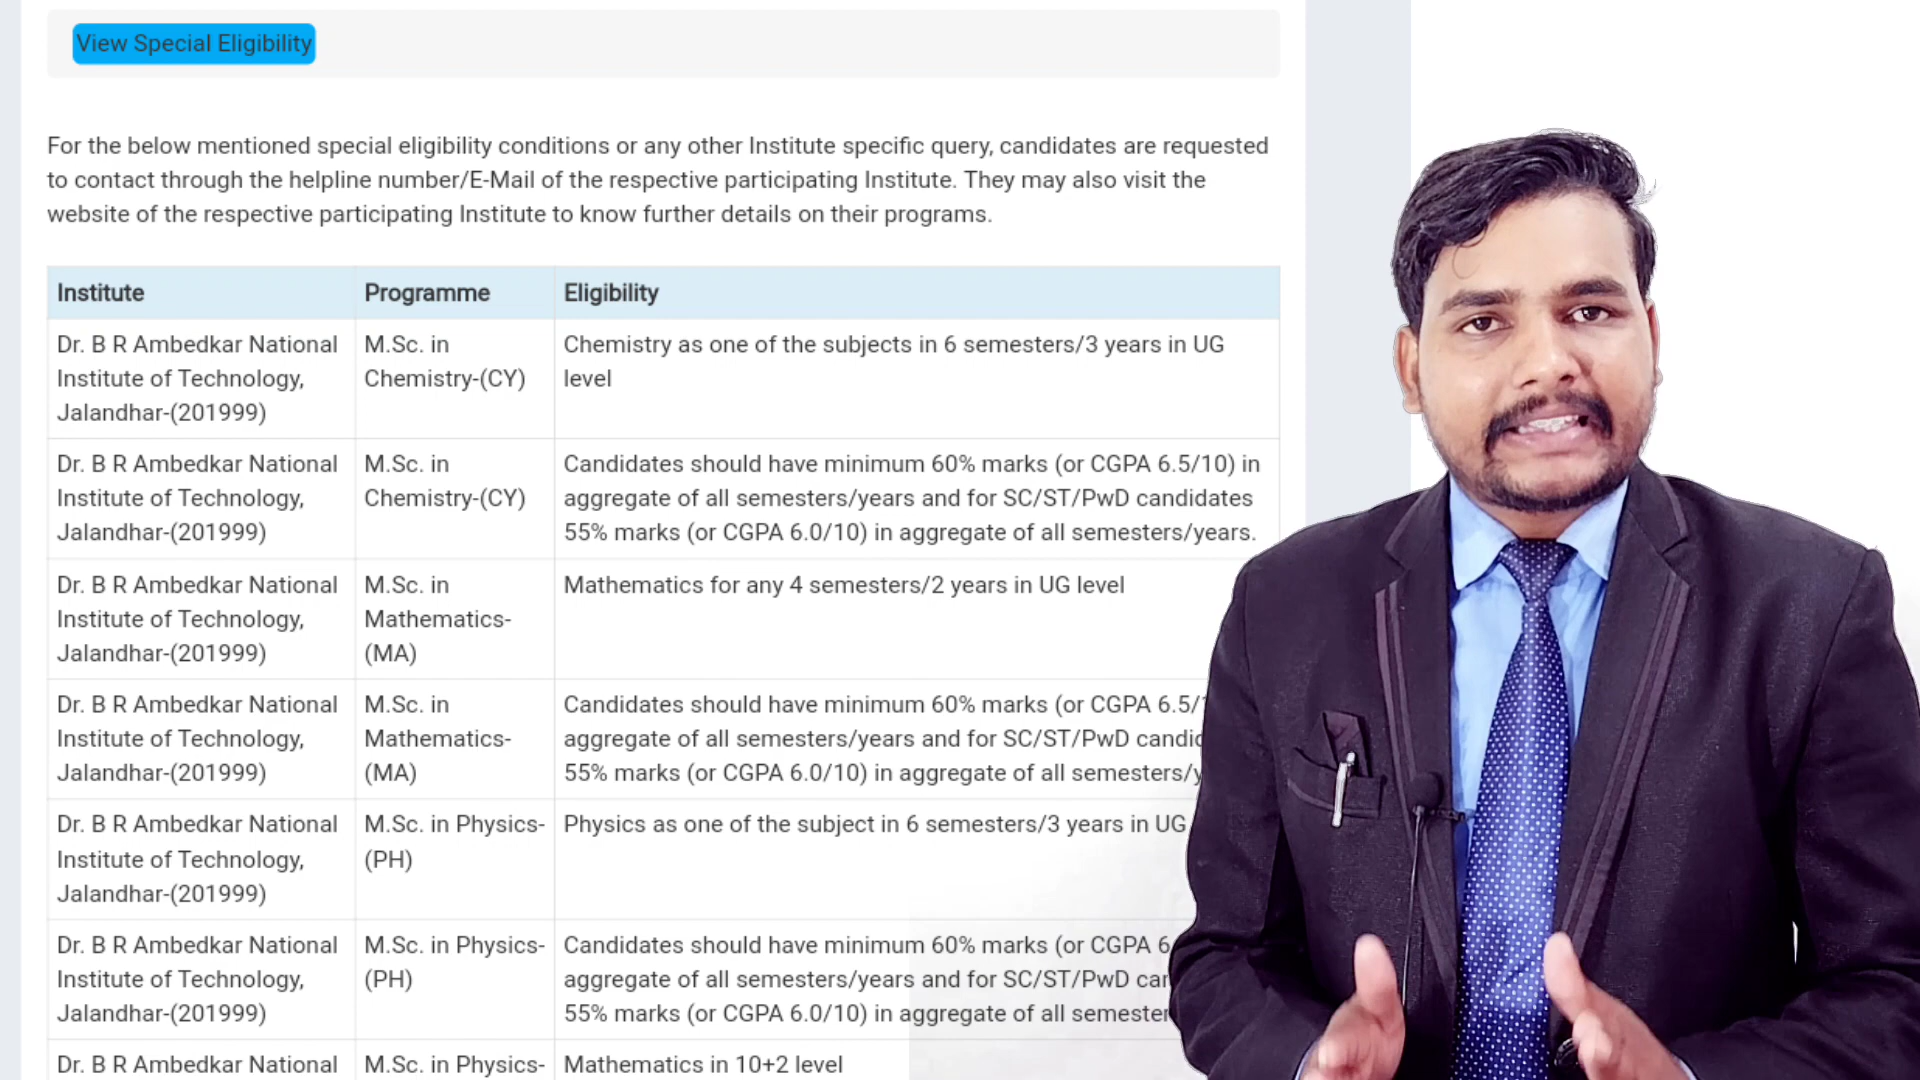 View Special Eligibility
For the below mentioned special eligibility conditions or any other Institute specific query, candidates are requested
to contact through the helpline number/E-Mail of the respective participating Institute. They may also visit the
website of the respective participating Institute to know further details on their programs.
Institute Programme Eligibility
Dr. B R Ambedkar National M.Sc. in Chemistry as one of the subjects in 6 semesters/3 years in UG
Institute of Technology, Chemistry-(CY) level
Jalandhar-(201999)
Dr. B R Ambedkar National M.Sc. in Candidates should have minimum 60% marks (or CGPA 6.5/10) in
Institute of Technology, Chemistry-(CY) aggregate of all semesters/years and for SC/ST/PwD candidates
Jalandhar-(201999) 55% marks (or CGPA 6.0/10) in aggregate of all semesters/years.
Dr. B R Ambedkar National M.Sc. in Mathematics for any 4 semesters/2 years in UG level
Institute of Technology, Mathematics-
Jalandhar-(201999) (MA)
Dr. B R Ambedkar National M.Sc. in Candidates should have minimum 60% marks (or CGPA 6.5/
Institute of Technology, Mathematics- aggregate of all semesters/years and for SC/ST/PwD
Jalandhar-(201999) (MA) 55% marks (or CGPA 6.0/10) in aggregate of all
Dr. B R Ambedkar National M.Sc. in Physics- Physics as one of the subject in 6 semesters/3 years in UG
Institute of Technology, (PH)
Jalandhar-(201999)
Dr. B R Ambedkar National M.Sc. in Physics- Candidates should have minimum 60% marks (or CGPA
Institute of Technology, (PH) aggregate of all semesters/years and for SC/ST/PwD
Jalandhar-(201999) 55% marks (or CGPA 6.0/10) in aggregate of all
Dr. B R Ambedkar National M.Sc. in Physics- Mathematics in 10+2 level